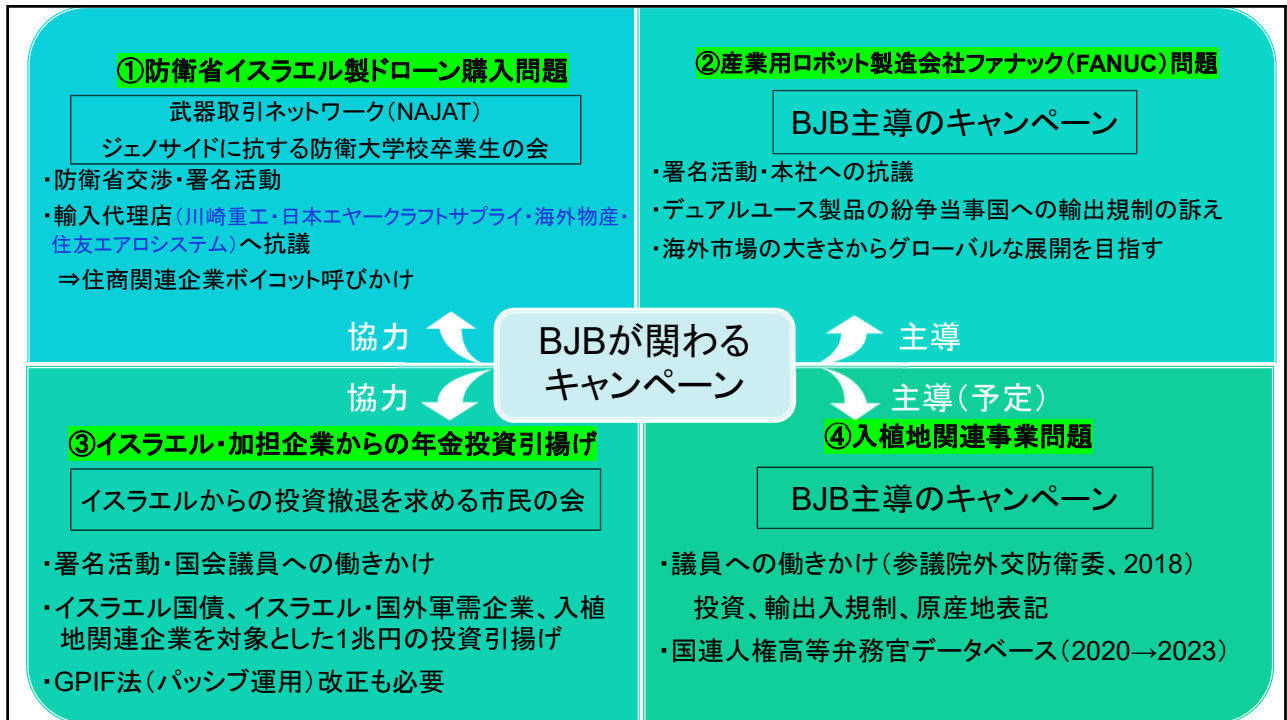 ①防衛省イスラエル製ドローン購入問題
武器取引ネットワーク（NAJAT）
ジェノサイドに抗する防衛大学校卒業生の会
・防衛省交渉・署名活動
・輸入代理店（川崎重工・日本エヤークラフトサプライ・海外物産・
住友エアロシステム）へ抗議
⇒住商関連企業ボイコット呼びかけ
②産業用ロボット製造会社ファナック（FANUC）問題
BJB主導のキャンペーン
・署名活動・本社への抗議
・デュアルユース製品の紛争当事国への輸出規制の訴え
・海外市場の大きさからグローバルな展開を目指す
協力
BJBが関わる
キャンペーン
主導
協力
主導（予定）
③イスラエル・加担企業からの年金投資引揚げ
イスラエルからの投資撤退を求める市民の会
・署名活動・国会議員への働きかけ
・イスラエル国債、イスラエル・国外軍需企業、入植
地関連企業を対象とした1兆円の投資引揚げ
・GPIF法（パッシブ運用）改正も必要
④入植地関連事業問題
BJB主導のキャンペーン
・議員への働きかけ（参議院外交防衛委、2018）
投資、輸出入規制、原産地表記
・国連人権高等弁務官データベース（2020→2023）